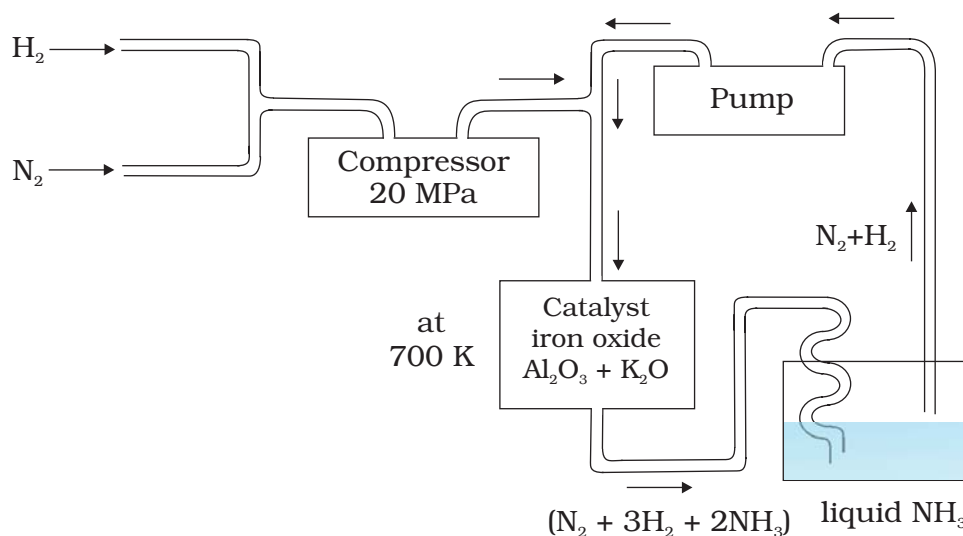 H₂
N₂
Compressor
20 MPa
Pump
N₂+H₂
at
700 K
Catalyst
iron oxide
Al₂O₃ + K₂O
(N₂ + 3H₂ + 2NH₃)
liquid NH₃